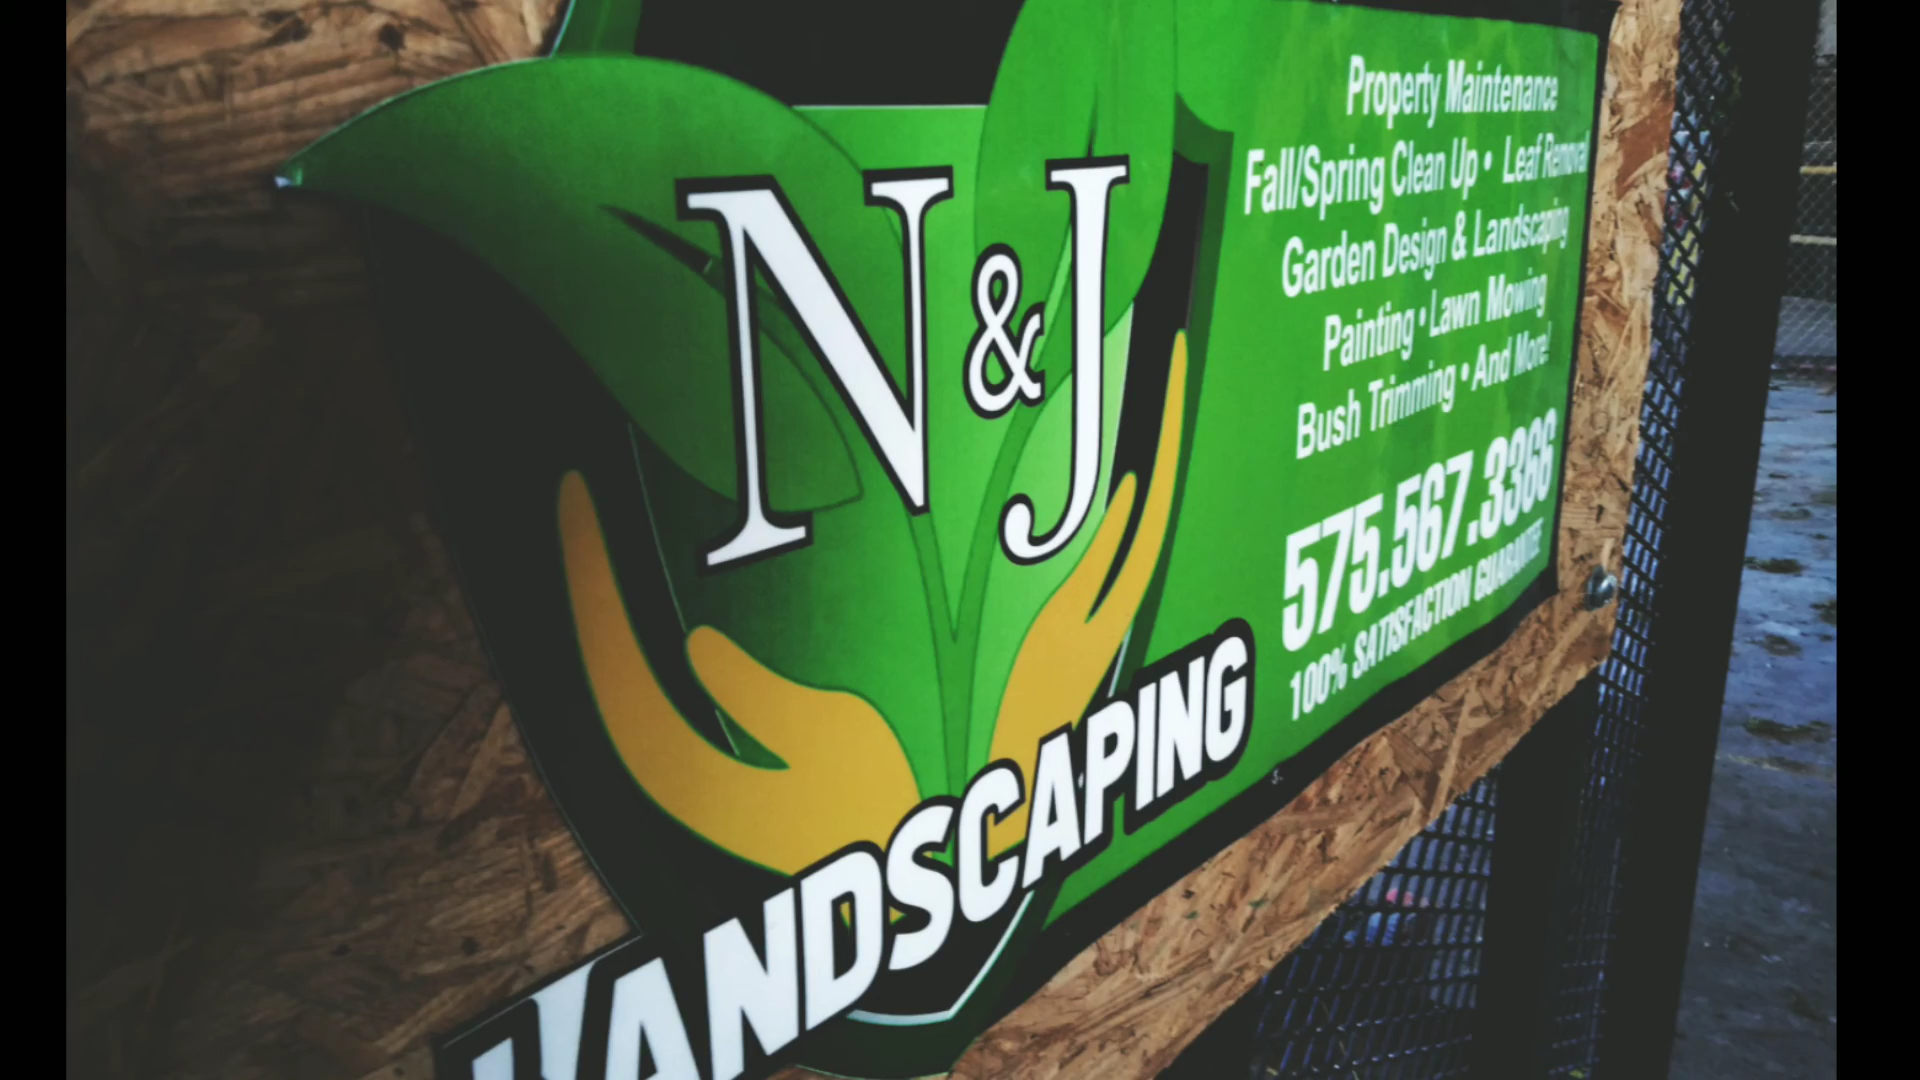 N&J
LANDSCAPING
Property Maintenance
Fall/Spring Clean Up • Leaf Removal
Garden Design & Landscaping
Painting • Lawn Mowing
Bush Trimming • And More!
575.567.3366
100% SATISFACTION GUARANTEE